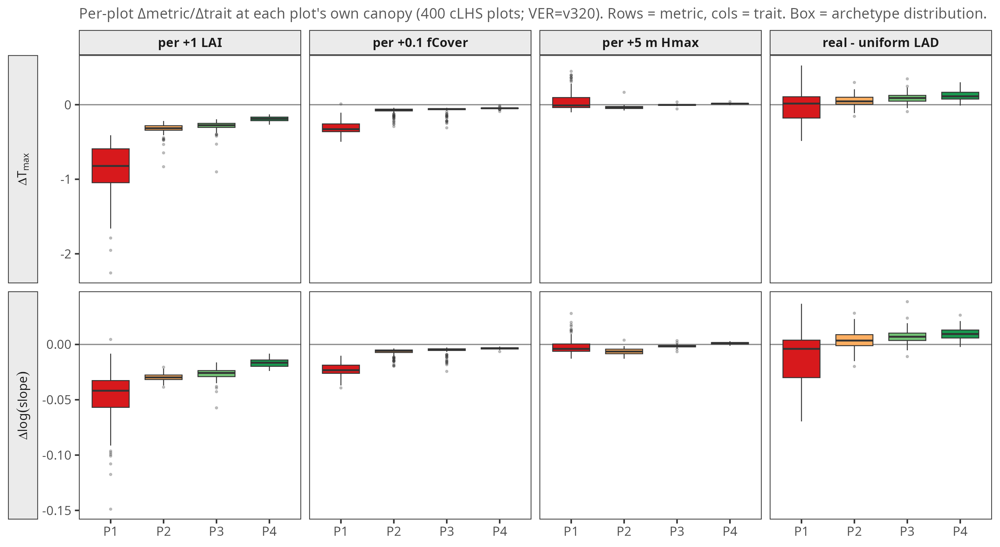 Per-plot Δmetric/Δtrait at each plot's own canopy (400 cLHS plots; VER=v320). Rows = metric, cols = trait. Box = archetype distribution.
per +1 LAI
per +0.1 fCover
per +5 m Hmax
real - uniform LAD
ΔTmax
0
-1
-2
Δlog(slope)
0.00
-0.05
-0.10
-0.15
P1 P2 P3 P4
P1 P2 P3 P4
P1 P2 P3 P4
P1 P2 P3 P4